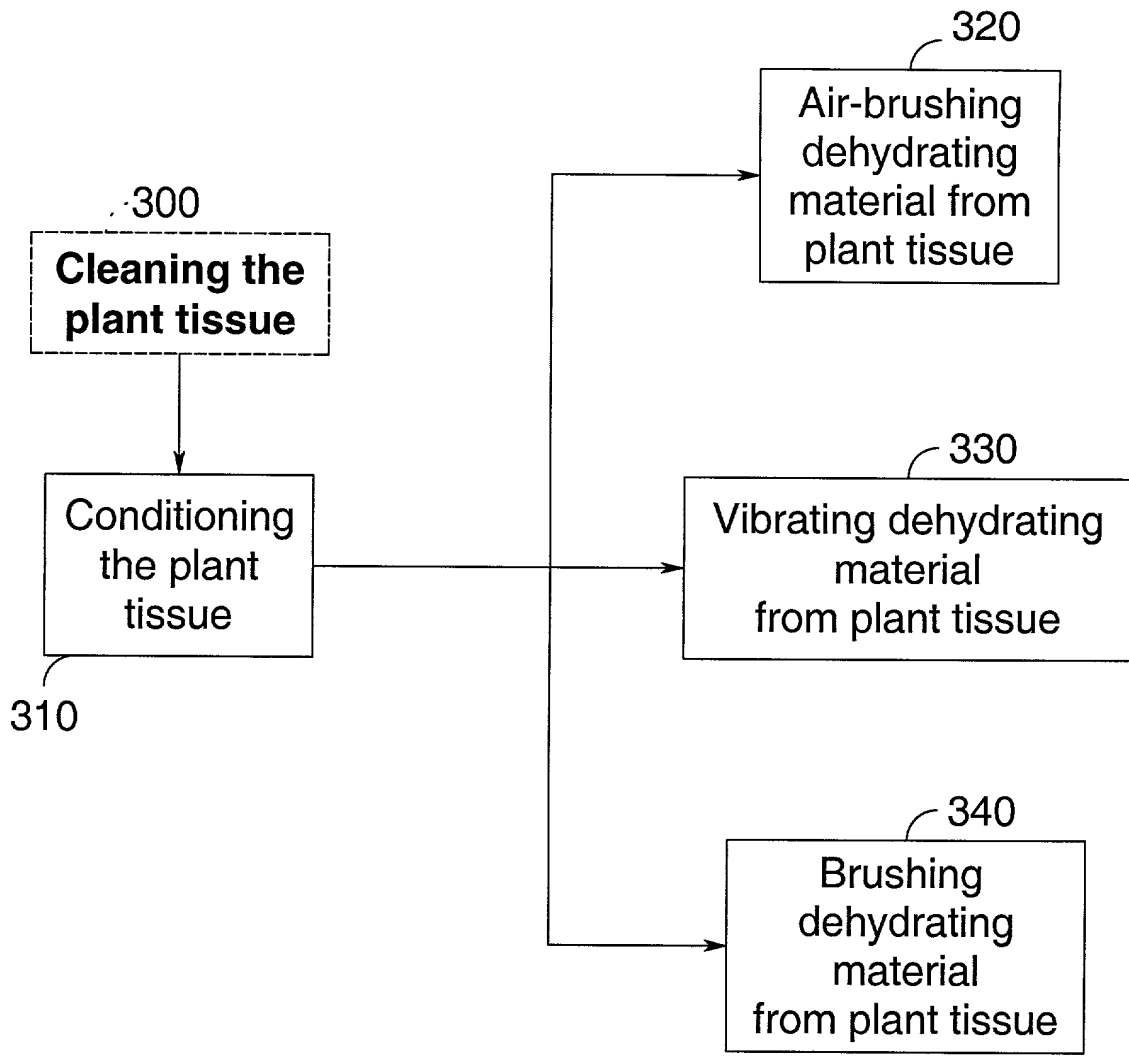 300
Cleaning the
plant tissue
Conditioning
the plant
tissue
310
320
Air-brushing
dehydrating
material from
plant tissue
330
Vibrating dehydrating
material
from plant tissue
340
Brushing
dehydrating
material
from plant tissue